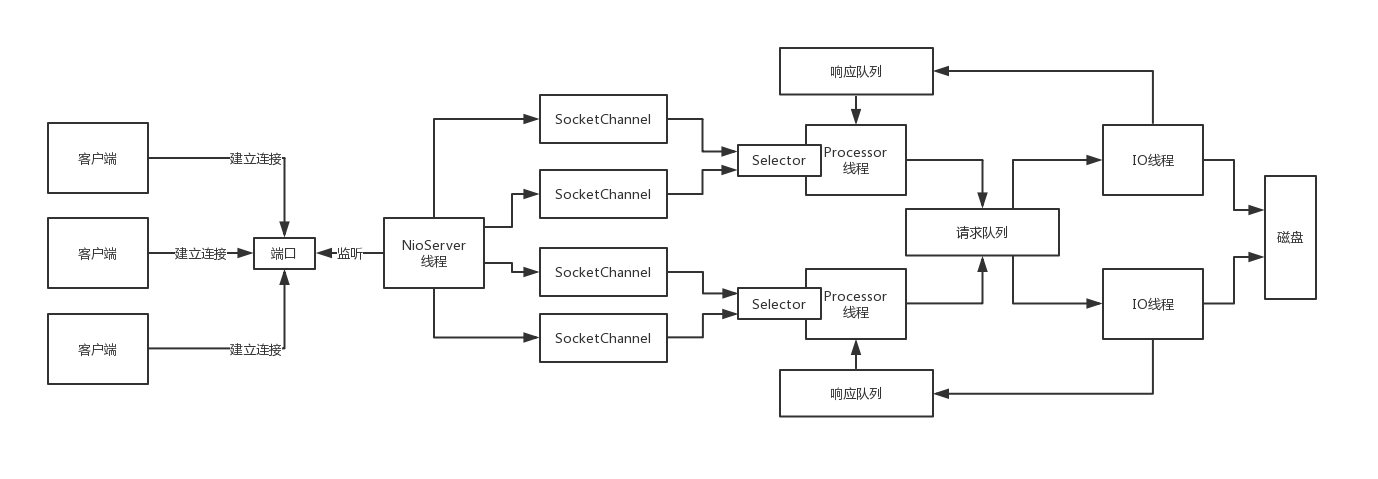 客户端
客户端
客户端
建立连接
建立连接
建立连接
端口
监听
NioServer
线程
SocketChannel
SocketChannel
SocketChannel
SocketChannel
响应队列
Selector
Processor
线程
Selector
Processor
线程
响应队列
请求队列
IO线程
IO线程
磁盘